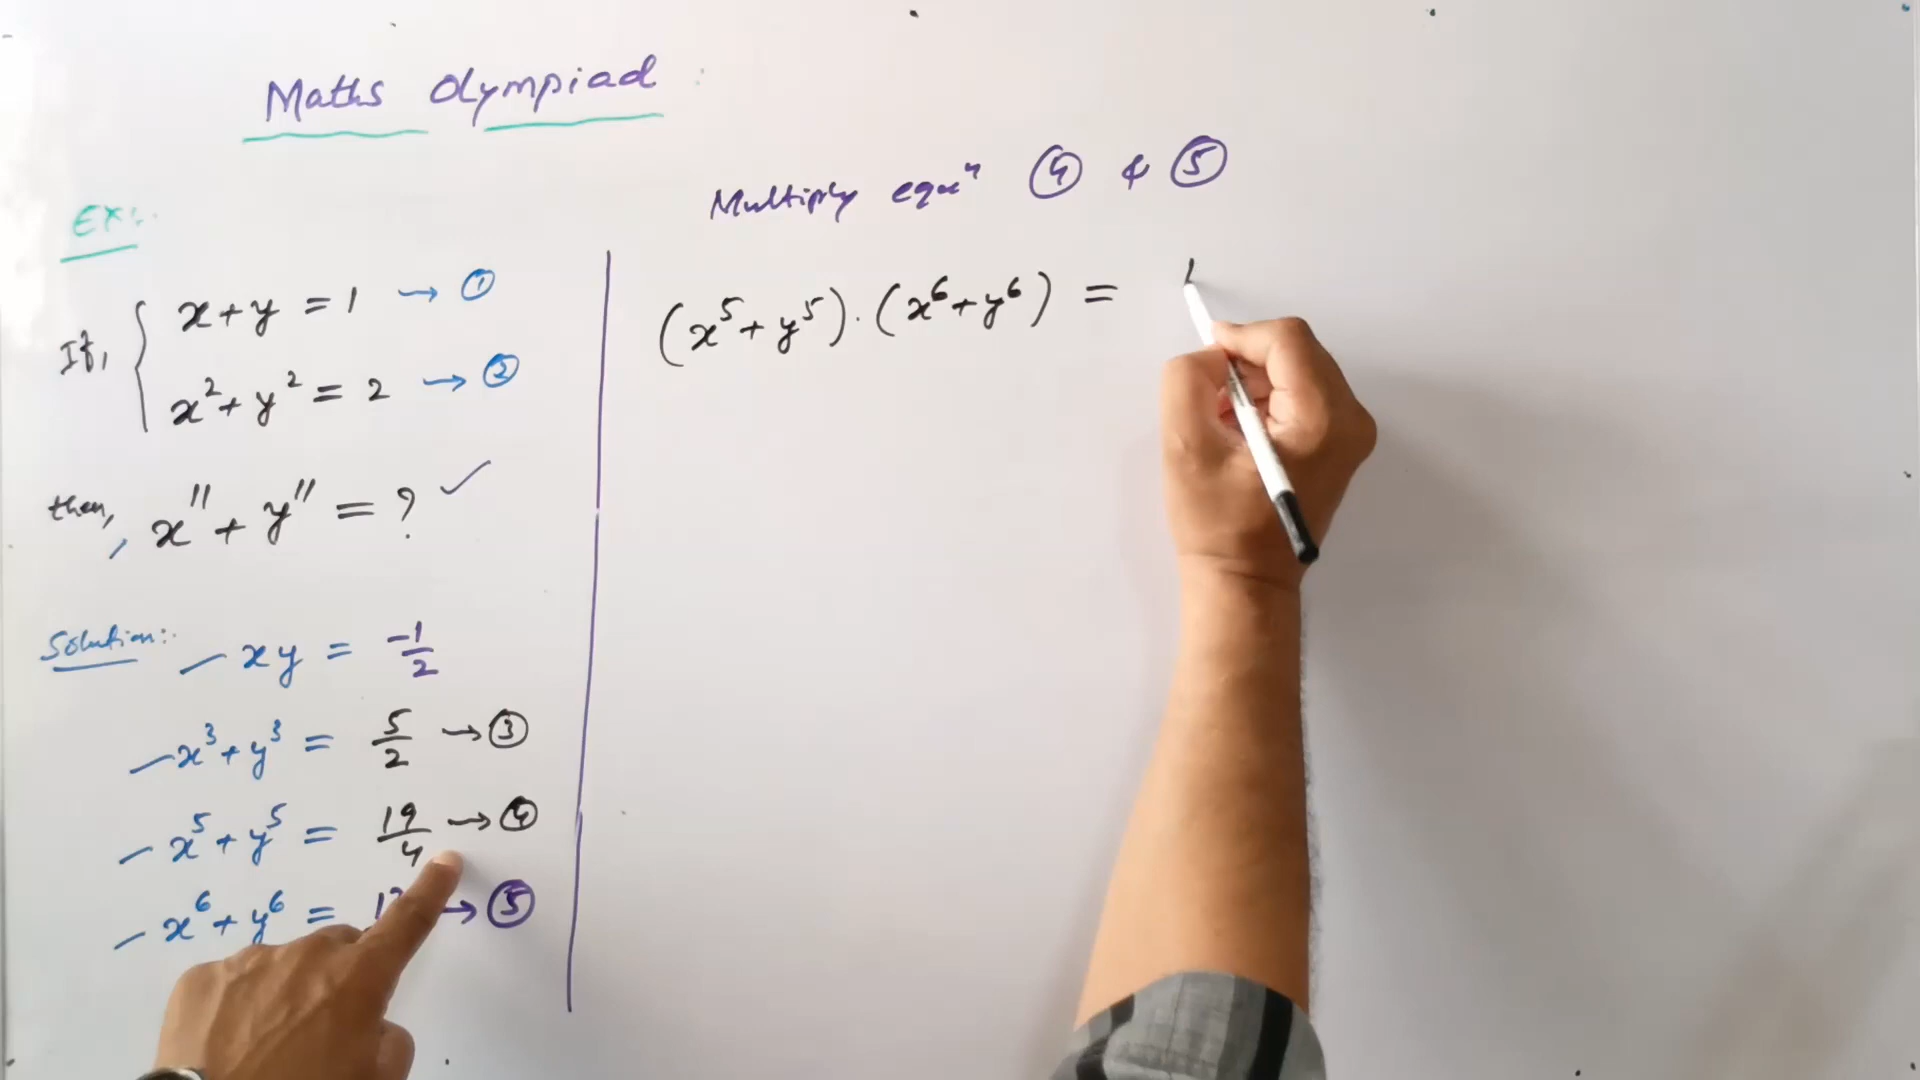 Maths Olympiad
Ex:.
If, { x+y = 1 → ①
x²+y² = 2 → ②
then, x¹¹ + y¹¹ = ? ✓
Solution:.
xy = -1/2
x³+y³ = 5/2 → ③
x⁵+y⁵ = 19/4 → ④
x⁶+y⁶ = → ⑤
Multiply equⁿ ④ & ⑤
(x⁵+y⁵).(x⁶+y⁶) =